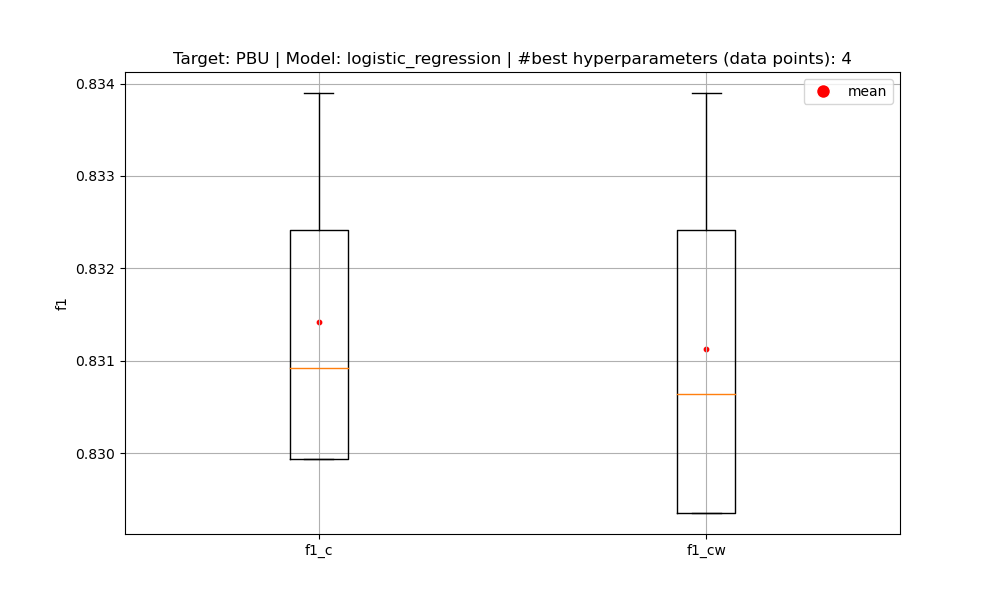 Target: PBU | Model: logistic_regression | #best hyperparameters (data points): 4
mean
0.834
0.833
0.832
0.831
0.830
f1
f1_c
f1_cw